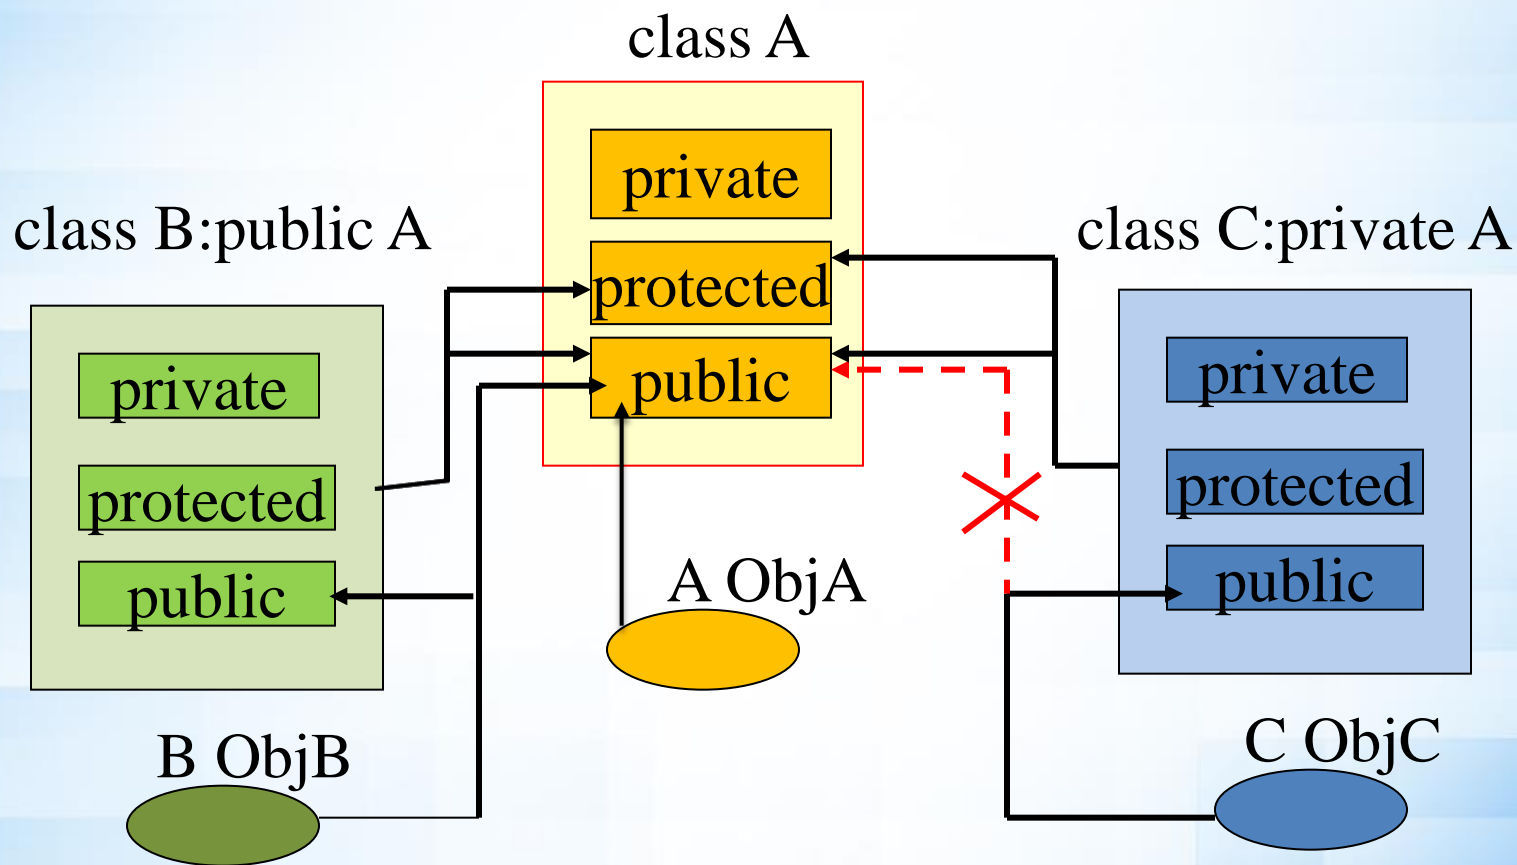 class A
private
protected
public
class B:public A
private
protected
public
class C:private A
private
protected
public
A ObjA
B ObjB
C ObjC